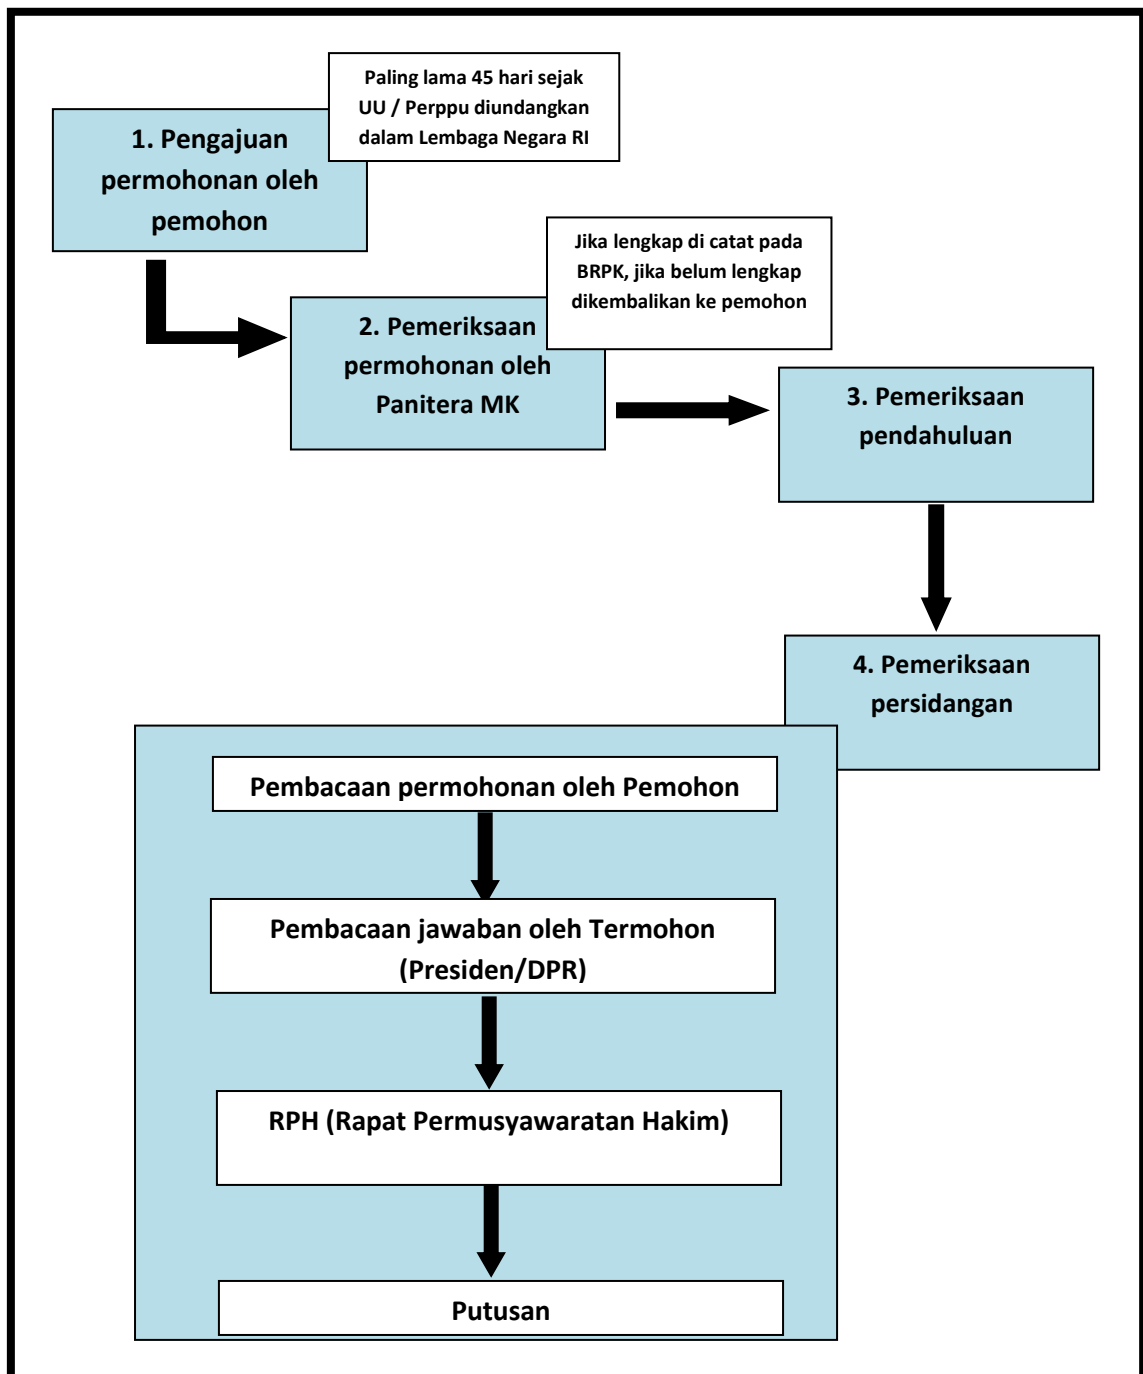 Paling lama 45 hari sejak
UU / Perppu diundangkan
dalam Lembaga Negara RI
1. Pengajuan
permohonan oleh
pemohon
Jika lengkap di catat pada
BRPK, jika belum lengkap
dikembalikan ke pemohon
2. Pemeriksaan
permohonan oleh
Panitera MK
3. Pemeriksaan
pendahuluan
4. Pemeriksaan
persidangan
Pembacaan permohonan oleh Pemohon
Pembacaan jawaban oleh Termohon
(Presiden/DPR)
RPH (Rapat Permusyawaratan Hakim)
Putusan